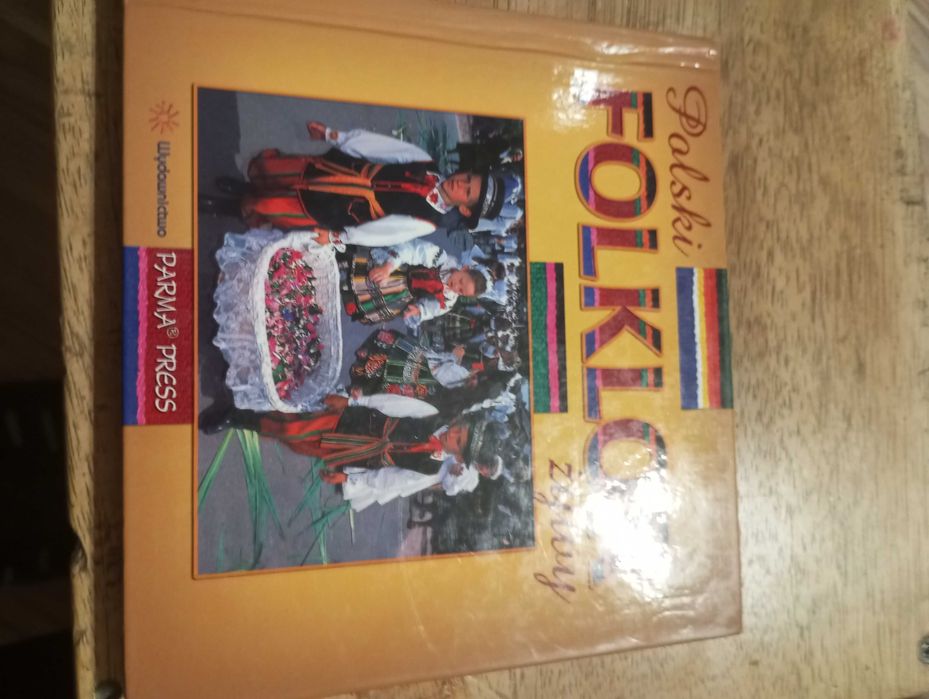 Polski
FOLKLOR
żywy
Wydawnictwo
PARMA® PRESS